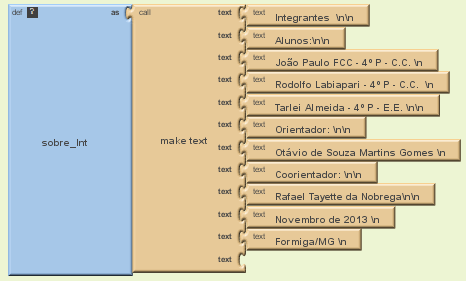 def ? as call text text Integrantes \n\n
text text Alunos:\n\n
text text João Paulo FCC - 4º P - C.C. \n
text text Rodolfo Labiapari - 4º P - C.C. \n
text text Tarlei Almeida - 4º P - E.E. \n\n
text text Orientador: \n\n
sobre_Int make text text text Otávio de Souza Martins Gomes \n
text text Coorientador: \n\n
text text Rafael Tayette da Nobrega\n\n
text text Novembro de 2013 \n
text text Formiga/MG \n
text